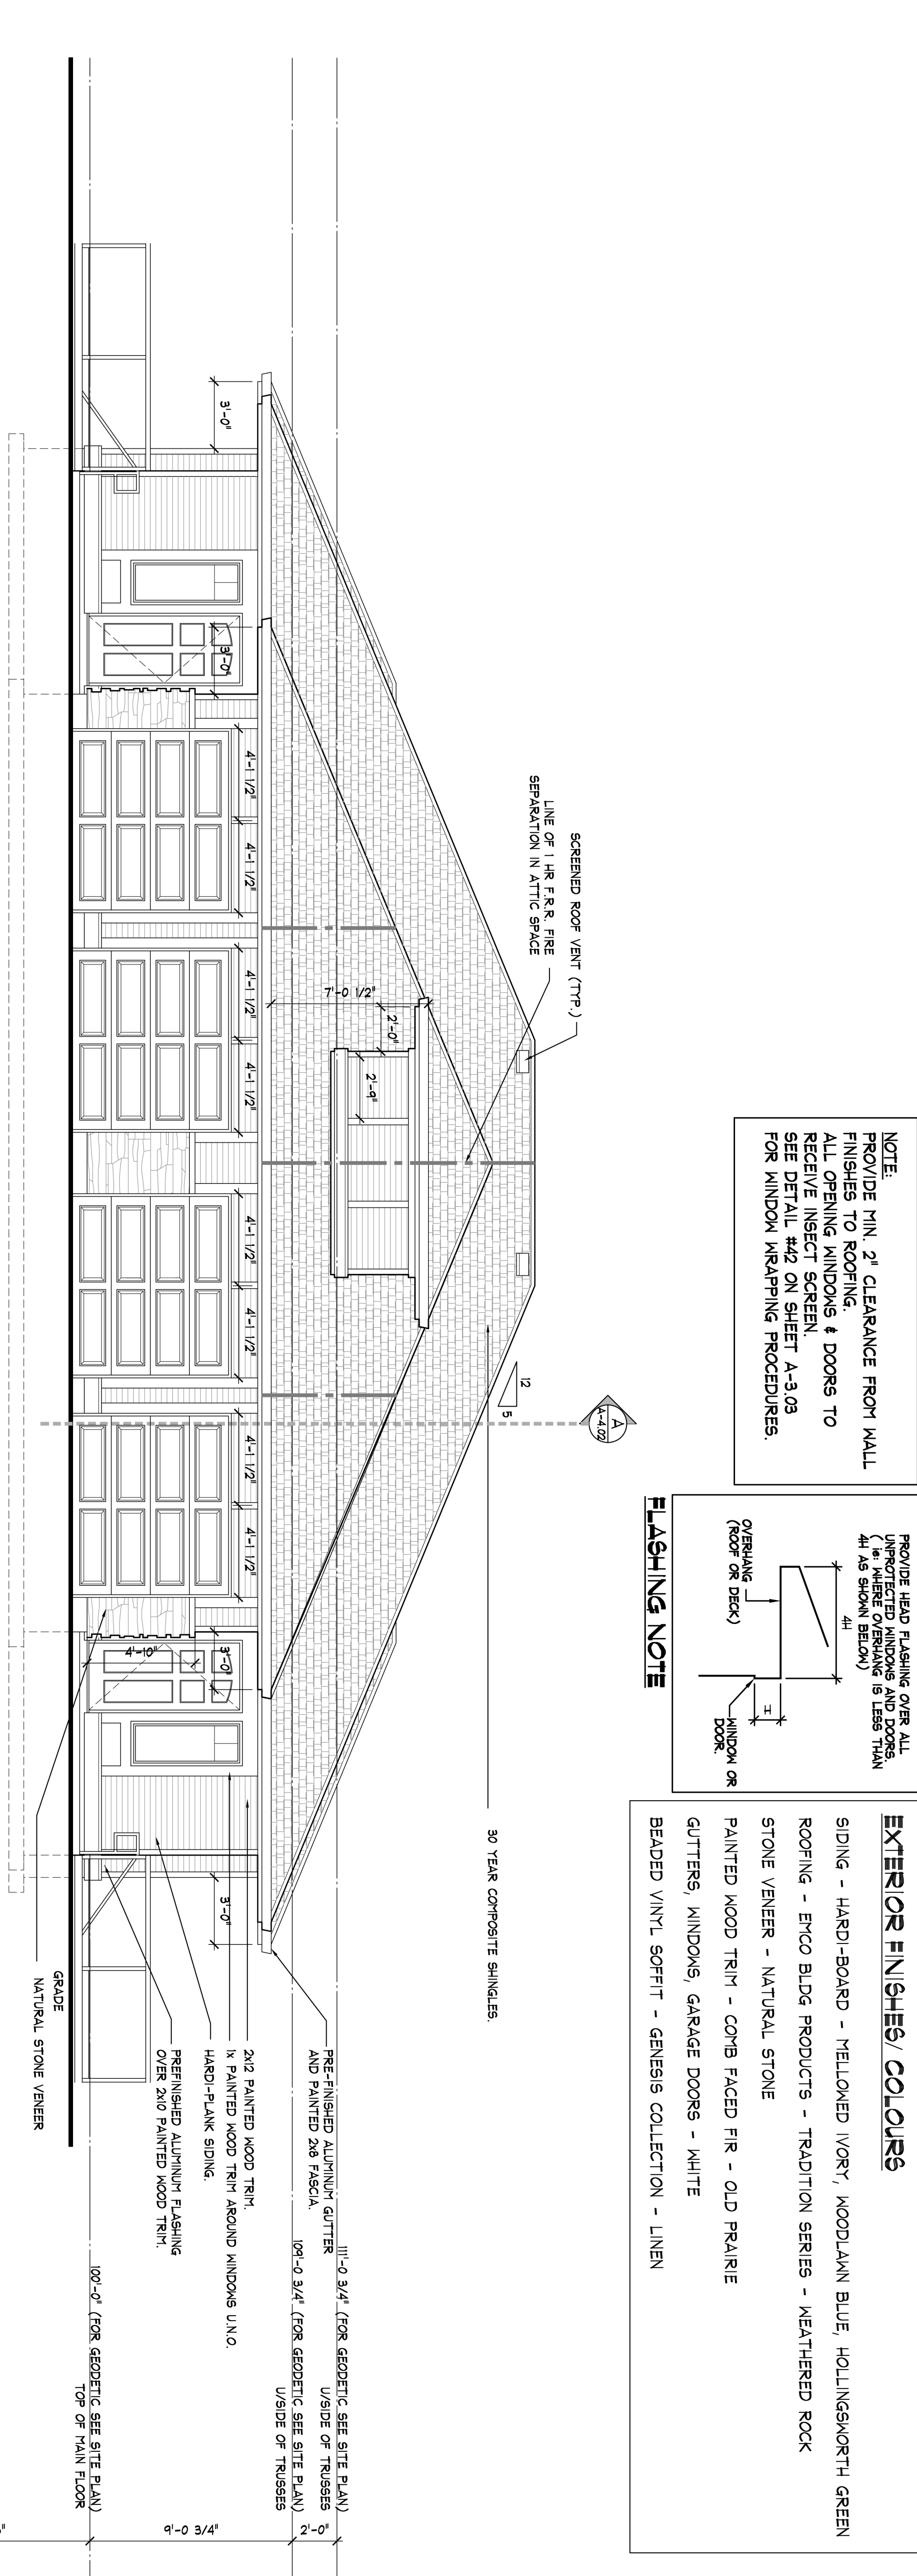 NOTE:
PROVIDE MIN. 2" CLEARANCE FROM WALL
FINISHES TO ROOFING.
ALL OPENING WINDOWS & DOORS TO
RECEIVE INSECT SCREEN.
SEE DETAIL #42 ON SHEET A-3.03
FOR WINDOW WRAPPING PROCEDURES.
PROVIDE HEAD FLASHING OVER ALL
UNPROTECTED WINDOWS AND DOORS.
( ie: WHERE OVERHANG IS LESS THAN
4H AS SHOWN BELOW)
4H
H
OVERHANG
(ROOF OR DECK)
WINDOW OR
DOOR.
FLASHING NOTE
EXTERIOR FINISHES/ COLOURS
SIDING - HARDI-BOARD - MELLOWED IVORY, WOODLAWN BLUE, HOLLINGSWORTH GREEN
ROOFING - EMCO BLDG PRODUCTS - TRADITION SERIES - WEATHERED ROCK
STONE VENEER - NATURAL STONE
PAINTED WOOD TRIM - COMB FACED FIR - OLD PRAIRIE
GUTTERS, WINDOWS, GARAGE DOORS - WHITE
BEADED VINYL SOFFIT - GENESIS COLLECTION - LINEN
A
A-4.02
SCREENED ROOF VENT (TYP.)
LINE OF 1 HR F.R.R. FIRE
SEPARATION IN ATTIC SPACE
12
5
30 YEAR COMPOSITE SHINGLES.
7'-0 1/2"
2'-0"
2'-9"
3'-0"
3'-0"
4'-1 1/2"
4'-1 1/2"
4'-1 1/2"
4'-1 1/2"
4'-1 1/2"
4'-1 1/2"
4'-1 1/2"
4'-1 1/2"
3'-0"
4'-10"
3'-0"
PRE-FINISHED ALUMINUM GUTTER
AND PAINTED 2x8 FASCIA.
2x12 PAINTED WOOD TRIM.
1x PAINTED WOOD TRIM AROUND WINDOWS U.N.O.
HARDI-PLANK SIDING.
PREFINISHED ALUMINUM FLASHING
OVER 2x10 PAINTED WOOD TRIM.
GRADE
NATURAL STONE VENEER
111'-0 3/4" (FOR GEODETIC SEE SITE PLAN)
U/SIDE OF TRUSSES
109'-0 3/4" (FOR GEODETIC SEE SITE PLAN)
U/SIDE OF TRUSSES
100'-0" (FOR GEODETIC SEE SITE PLAN)
TOP OF MAIN FLOOR
2'-0"
9'-0 3/4"